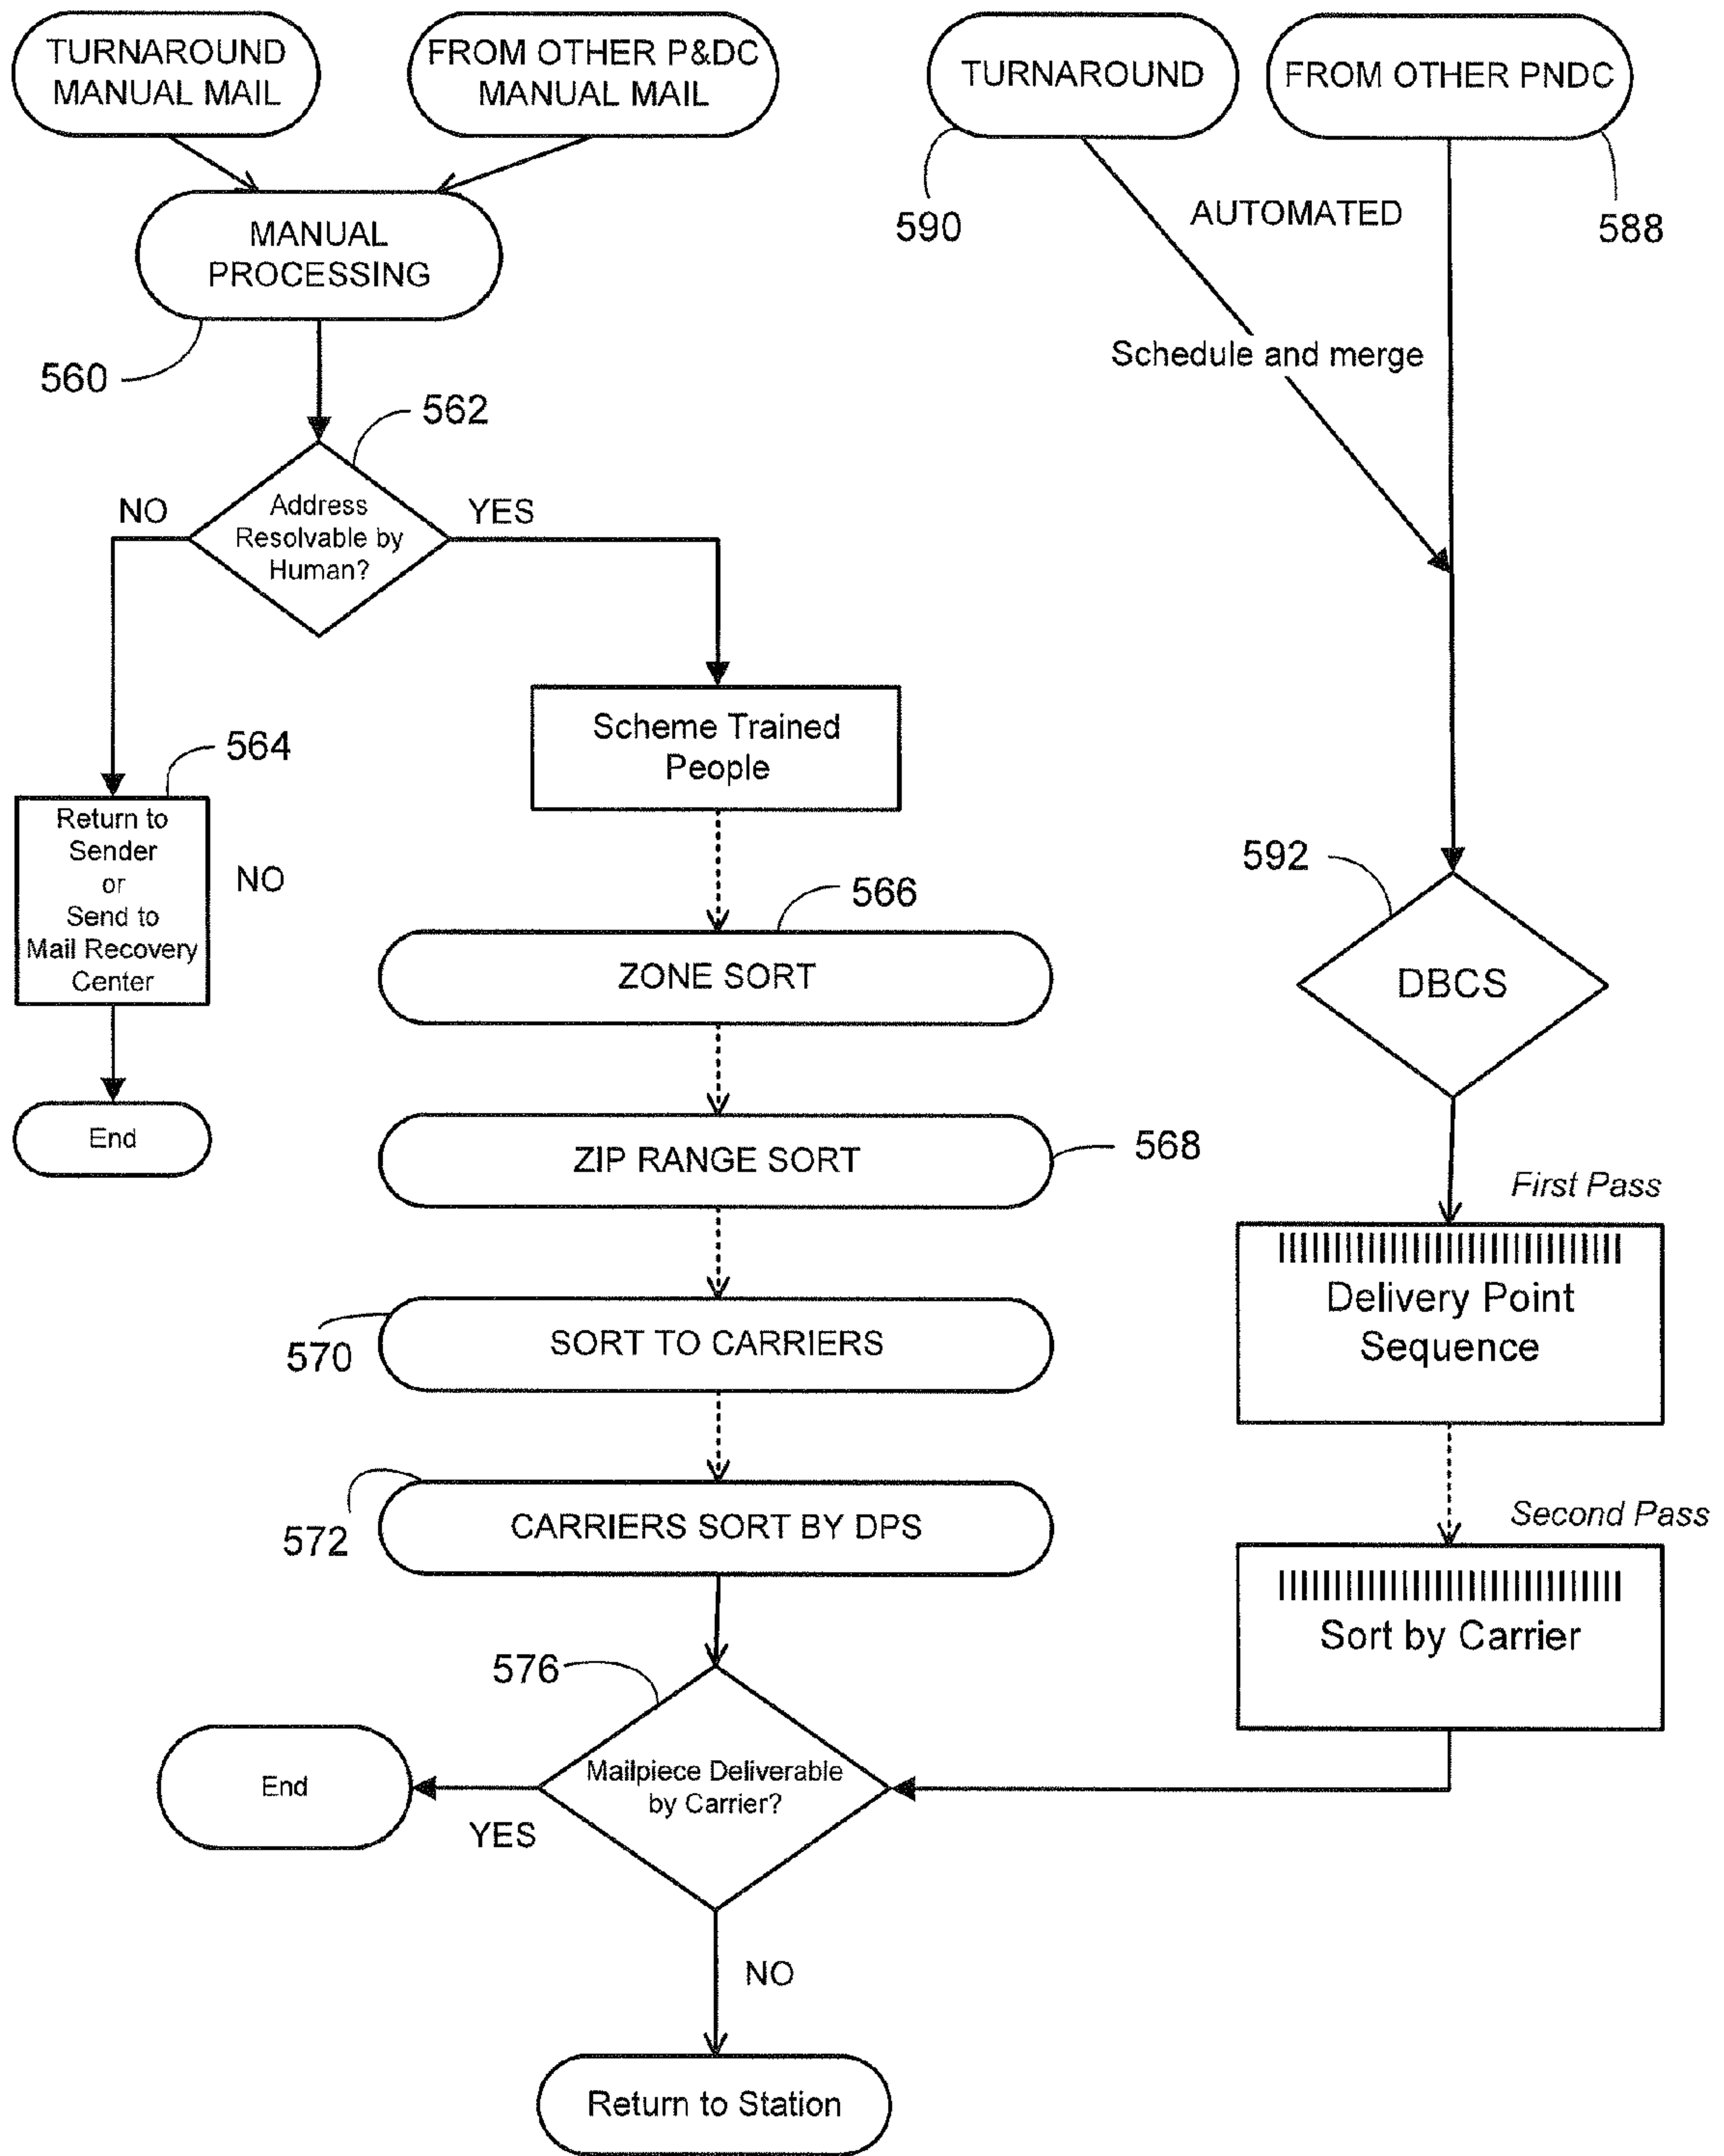 TURNAROUND
MANUAL MAIL
FROM OTHER P&DC
MANUAL MAIL
TURNAROUND
FROM OTHER PNDC
590
AUTOMATED
588
MANUAL
PROCESSING
560
Schedule and merge
562
NO
Address
Resolvable by
Human?
YES
Scheme Trained
People
564
Return to
Sender
or
Send to
Mail Recovery
Center
NO
End
566
ZONE SORT
592
DBCS
ZIP RANGE SORT
568
First Pass
Delivery Point
Sequence
SORT TO CARRIERS
570
CARRIERS SORT BY DPS
572
Second Pass
Sort by Carrier
576
Mailpiece Deliverable
by Carrier?
End
YES
NO
Return to Station